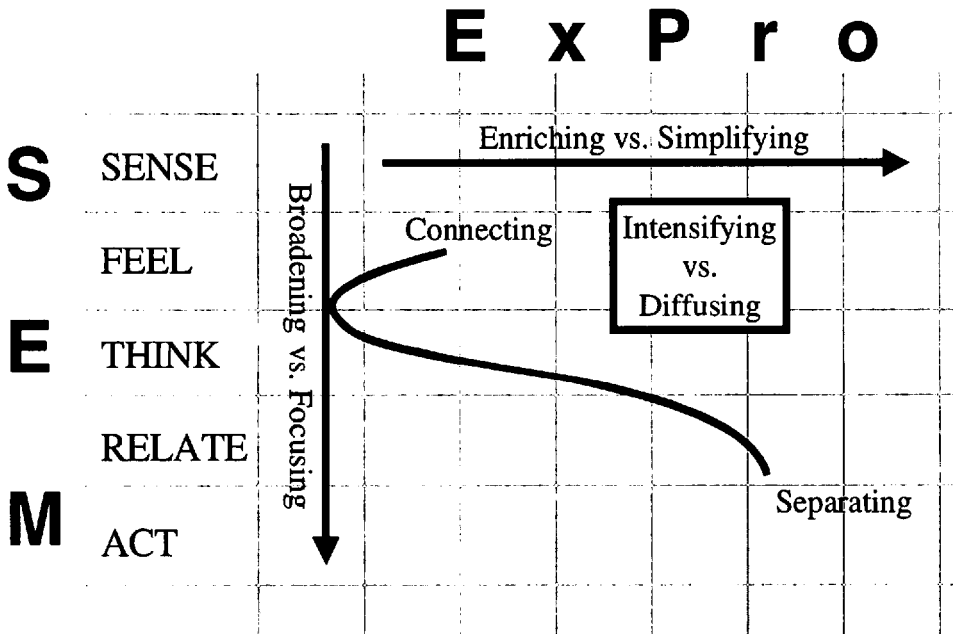 E x P r o
S E M
SENSE
FEEL
THINK
RELATE
ACT
Broadening vs. Focusing
Enriching vs. Simplifying
Connecting
Intensifying
vs.
Diffusing
Separating